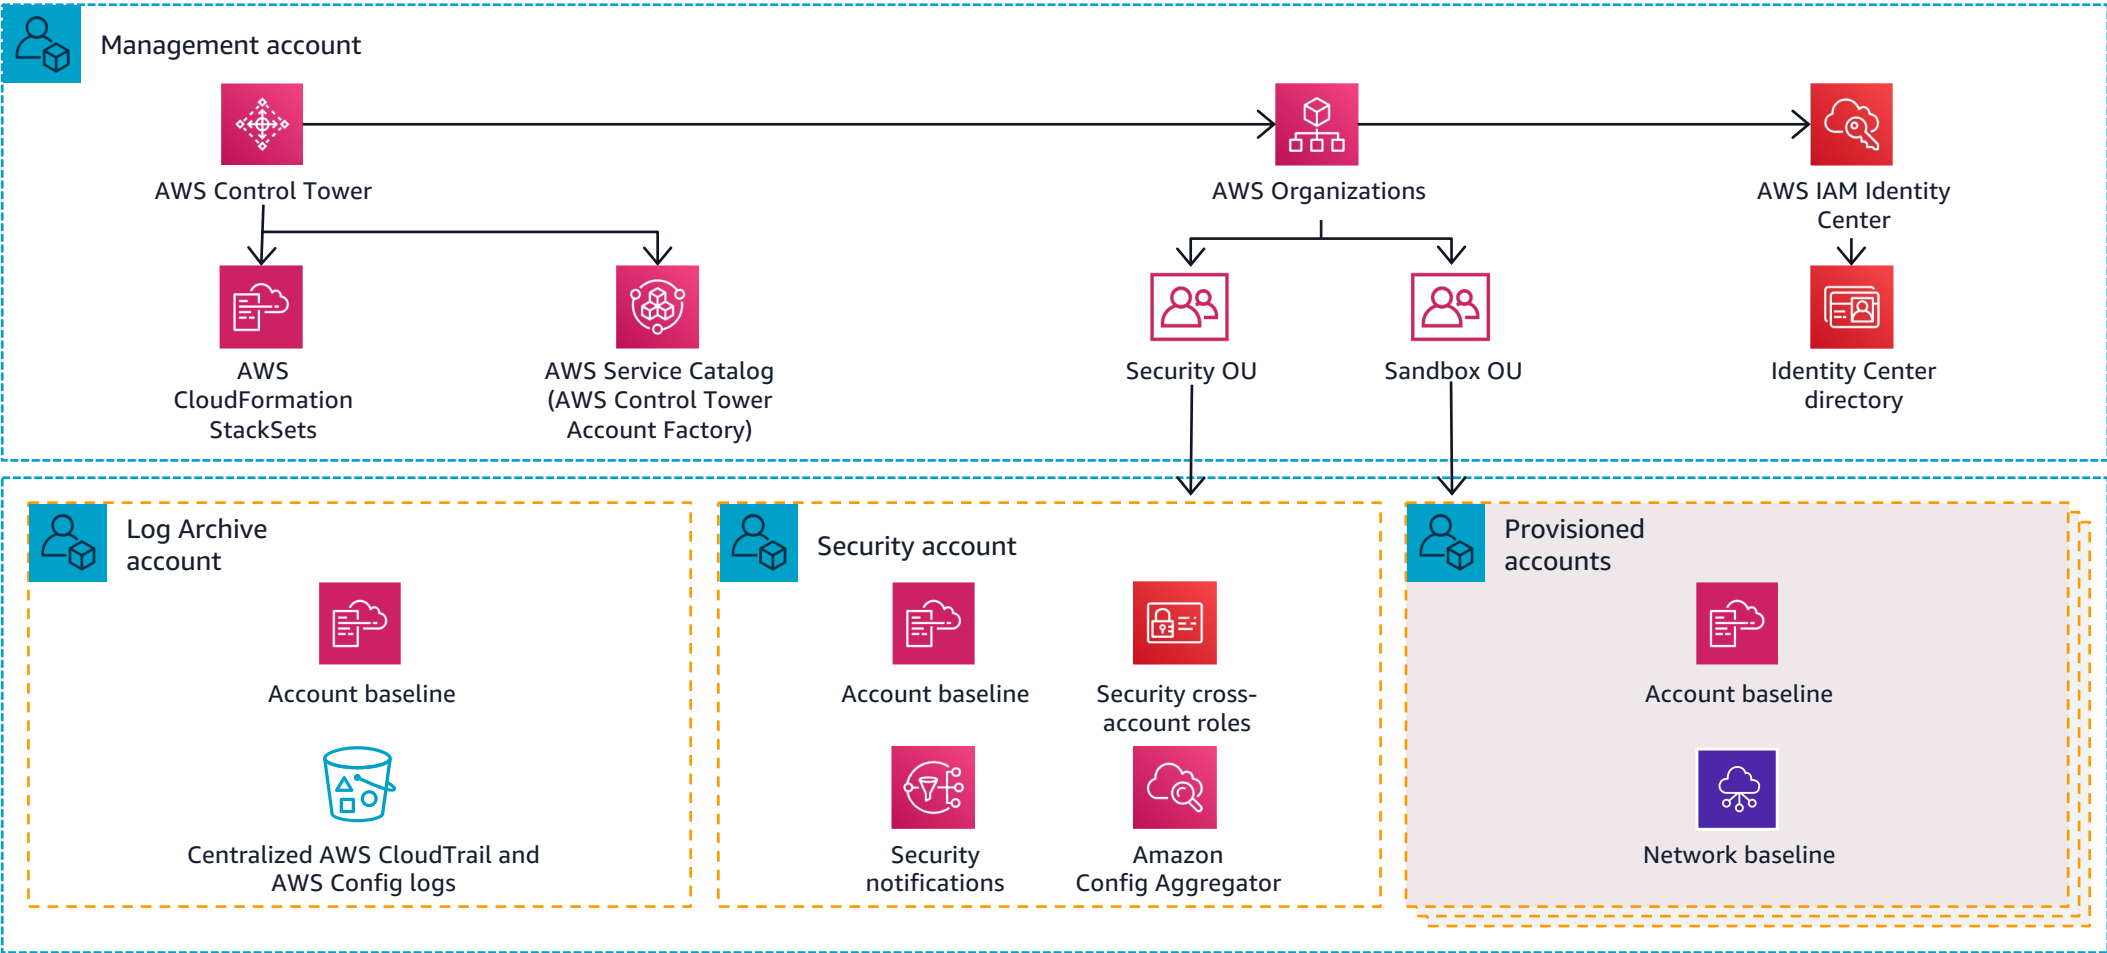 Management account
AWS Control Tower
AWS Organizations
AWS IAM Identity
Center
AWS
CloudFormation
StackSets
AWS Service Catalog
(AWS Control Tower
Account Factory)
Security OU
Sandbox OU
Identity Center
directory
Log Archive
account
Account baseline
Centralized AWS CloudTrail and
AWS Config logs
Security account
Account baseline
Security cross-
account roles
Security
notifications
Amazon
Config Aggregator
Provisioned
accounts
Account baseline
Network baseline